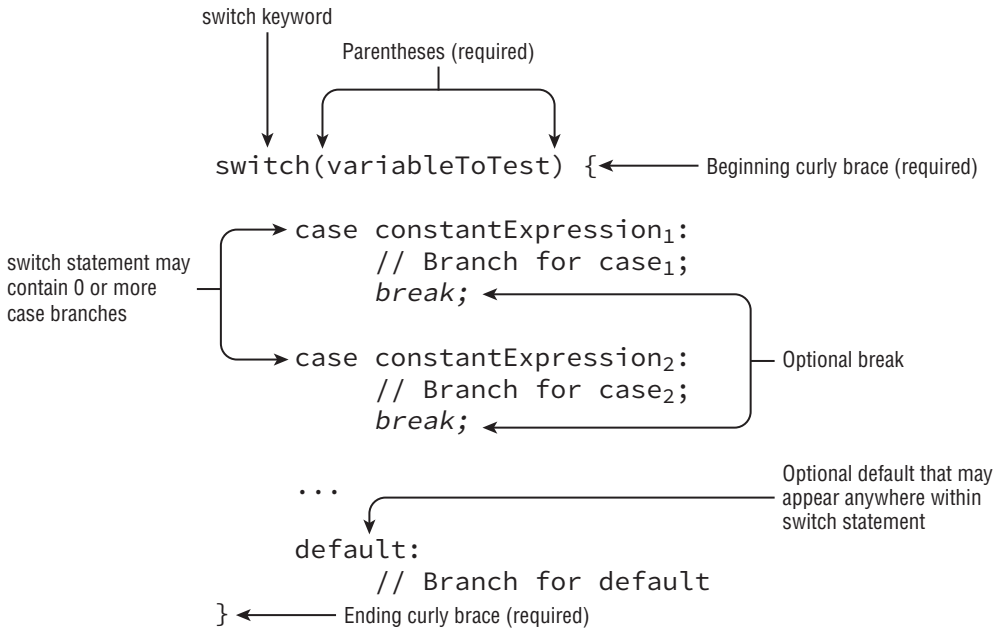 switch keyword
Parentheses (required)
switch(variableToTest) {
Beginning curly brace (required)
case constantExpression₁:
// Branch for case₁;
break;
switch statement may
contain 0 or more
case branches
case constantExpression₂:
// Branch for case₂;
break;
Optional break
...
Optional default that may
appear anywhere within
switch statement
default:
// Branch for default
}
Ending curly brace (required)